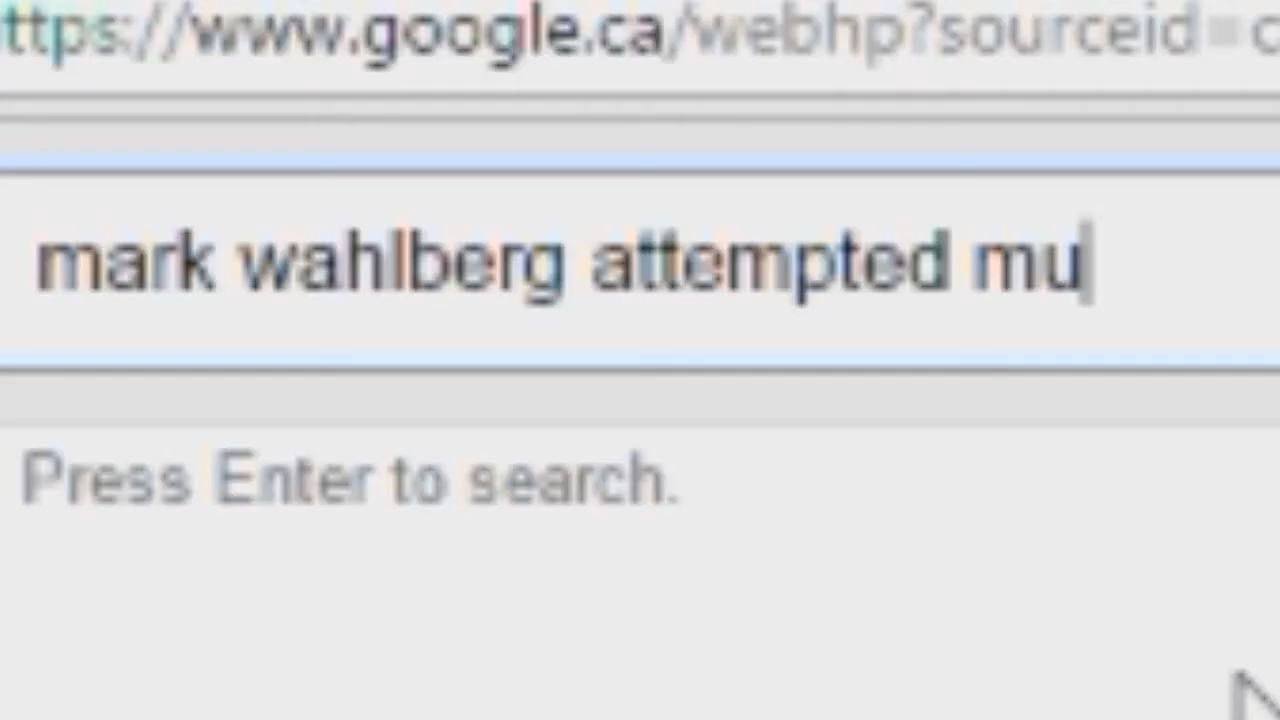 ttps://www.google.ca/webhp?sourceid=c
mark wahlberg attempted mu
Press Enter to search.